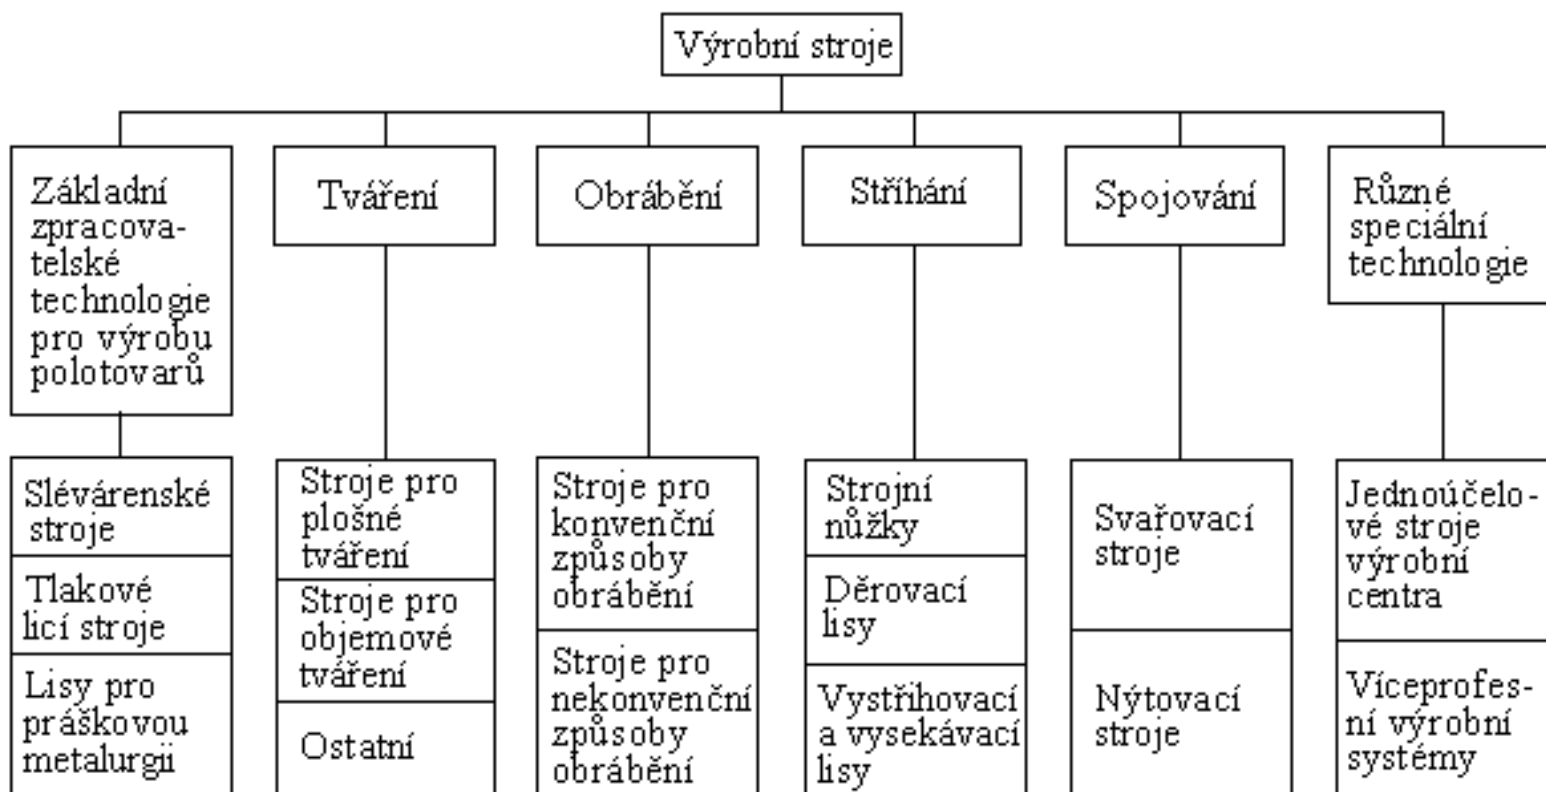 Výrobní stroje
Základní
zpracova-
telské
technologie
pro výrobu
polotovarů
Tváření
Obrábění
Stříhání
Spojování
Různé
speciální
technologie
Slévárenské
stroje
Tlakové
licí stroje
Lisy pro
práškovou
metalurgii
Stroje pro
plošné
tváření
Stroje pro
objemové
tváření
Ostatní
Stroje pro
konvenční
způsoby
obrábění
Stroje pro
nekonvenční
způsoby
obrábění
Strojní
nůžky
Děrovací
lisy
Vystřihovací
a vysekávací
lisy
Svařovací
stroje
Nýtovací
stroje
Jednoúčelo-
vé stroje
výrobní
centra
Víceprofes-
ní výrobní
systémy